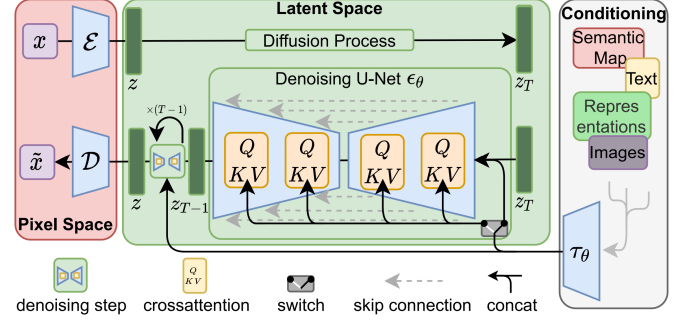 Latent Space
Conditioning
x
ℰ
Diffusion Process
z
z_T
Semantic
Map
Text
Repres
entations
Images
Denoising U-Net ϵ_θ
×(T−1)
x̃
𝒟
Q
KV
Q
KV
Q
KV
Q
KV
z
z_{T−1}
z_T
Pixel Space
τ_θ
Q
KV
denoising step
crossattention
switch
skip connection
concat